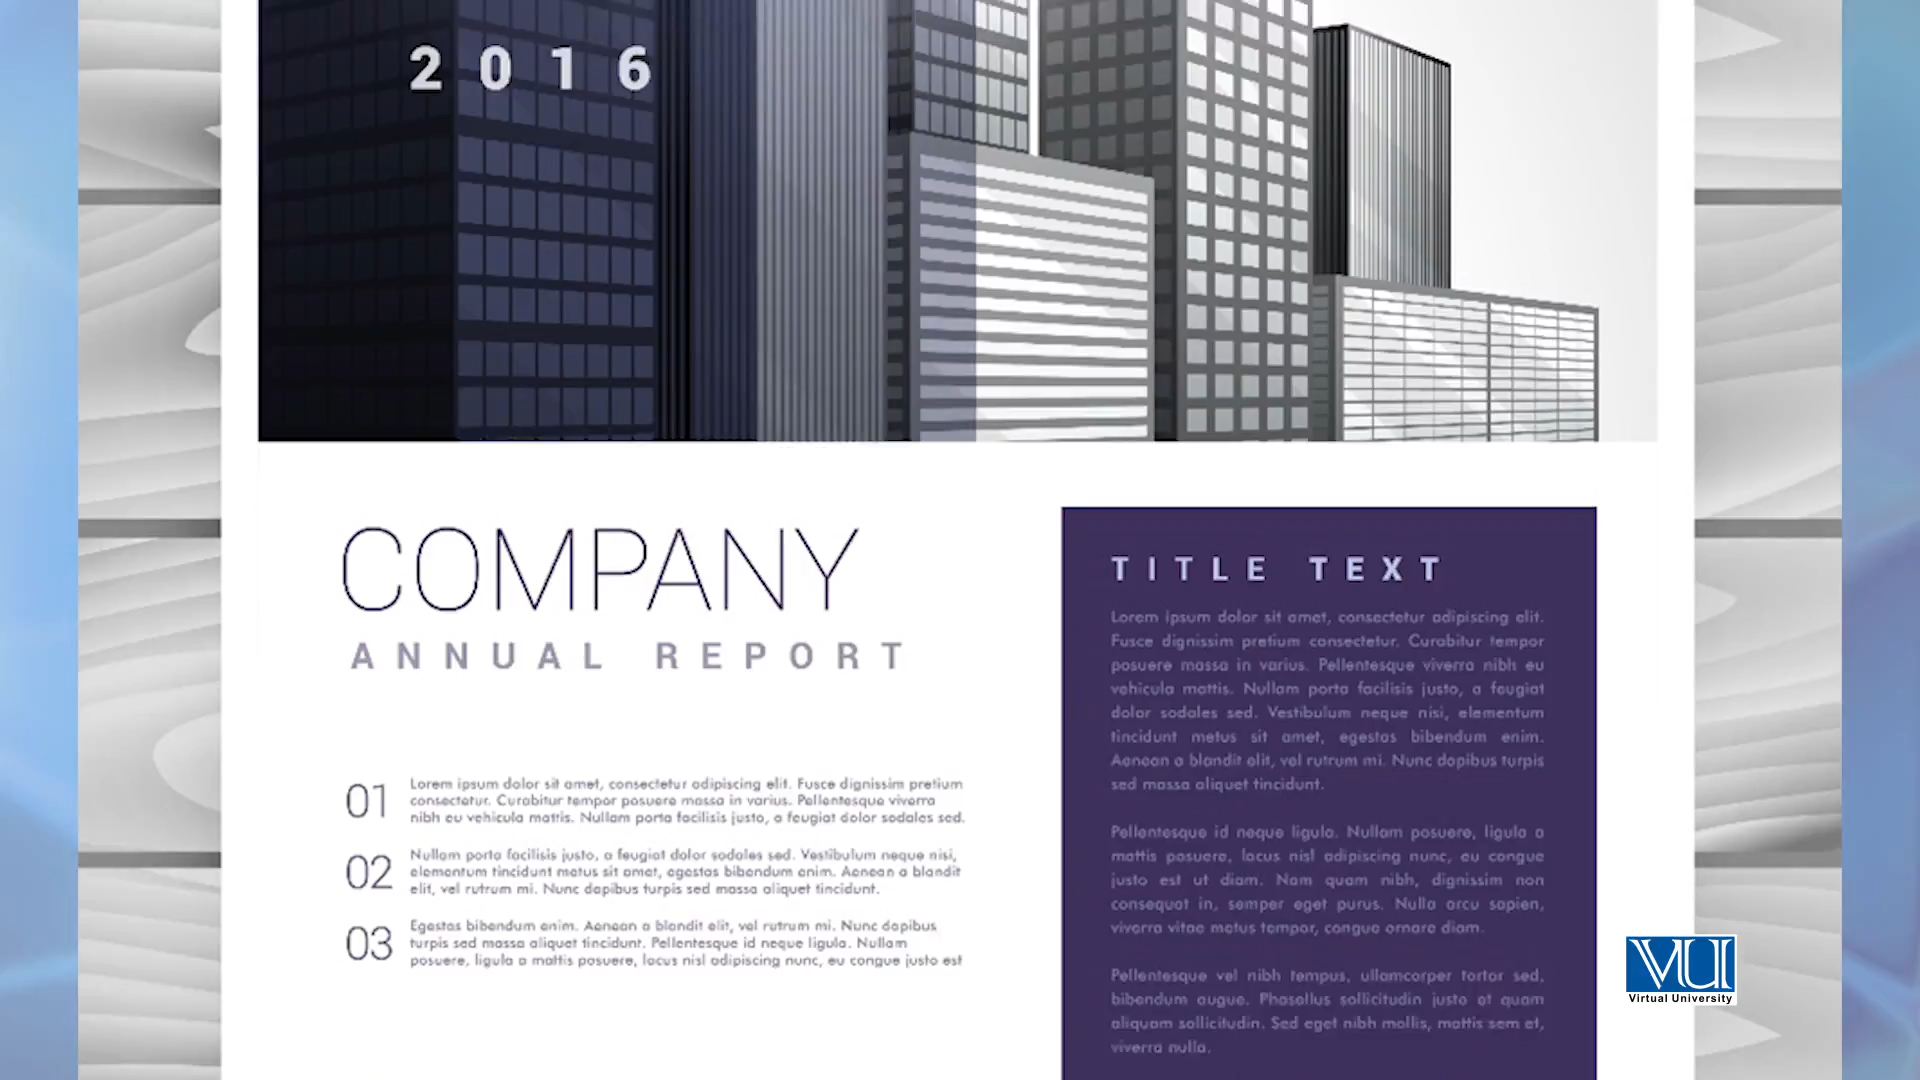 2016
COMPANY
ANNUAL REPORT
01
Lorem ipsum dolor sit amet, consectetur adipiscing elit. Fusce dignissim pretium
consectetur. Curabitur tempor posuere massa in varius. Pellentesque viverra
nibh eu vehicula mattis. Nullam porta facilisis justo, a feugiat dolor sodales sed.
02
Nullam porta facilisis justo, a feugiat dolor sodales sed. Vestibulum neque nisi,
elementum tincidunt metus sit amet, egestas bibendum enim. Aenean a blandit
elit, vel rutrum mi. Nunc dapibus turpis sed massa aliquet tincidunt.
03
Egestas bibendum enim. Aenean a blandit elit, vel rutrum mi. Nunc dapibus
turpis sed massa aliquet tincidunt. Pellentesque id neque ligula. Nullam
posuere, ligula a mattis posuere, lacus nisl adipiscing nunc, eu congue justo est
TITLE TEXT
Lorem ipsum dolor sit amet, consectetur adipiscing elit.
Fusce dignissim pretium consectetur. Curabitur tempor
posuere massa in varius. Pellentesque viverra nibh eu
vehicula mattis. Nullam porta facilisis justo, a feugiat
dolor sodales sed. Vestibulum neque nisi, elementum
tincidunt metus sit amet, egestas bibendum enim.
Aenean a blandit elit, vel rutrum mi. Nunc dapibus turpis
sed massa aliquet tincidunt.
Pellentesque id neque ligula. Nullam posuere, ligula a
mattis posuere, lacus nisl adipiscing nunc, eu congue
justo est ut diam. Nam quam nibh, dignissim non
consequat in, semper eget purus. Nulla arcu sapien,
viverra vitae metus tempor, congue ornare diam.
Pellentesque vel nibh tempus, ullamcorper tortor sed,
bibendum augue. Phasellus sollicitudin justo et quam
aliquam sollicitudin. Sed eget nibh mollis, mattis sem et,
viverra nulla.
VU
Virtual University